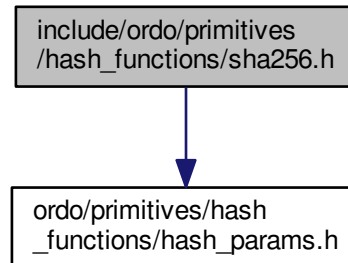 include/ordo/primitives
/hash_functions/sha256.h
ordo/primitives/hash
_functions/hash_params.h